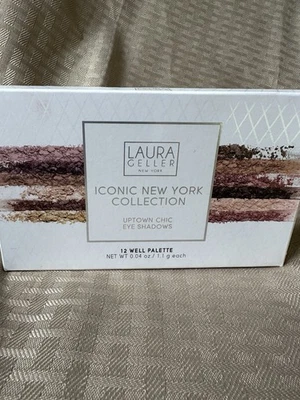 LAURA
GELLER
NEW YORK
ICONIC NEW YORK
COLLECTION
UPTOWN CHIC
EYE SHADOWS
12 WELL PALETTE
NET WT 0.04 oz / 1.1 g each